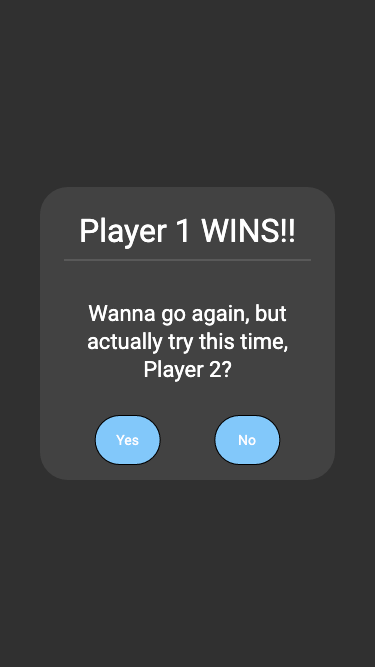 Player 1 WINS!!
Wanna go again, but
actually try this time,
Player 2?
Yes
No